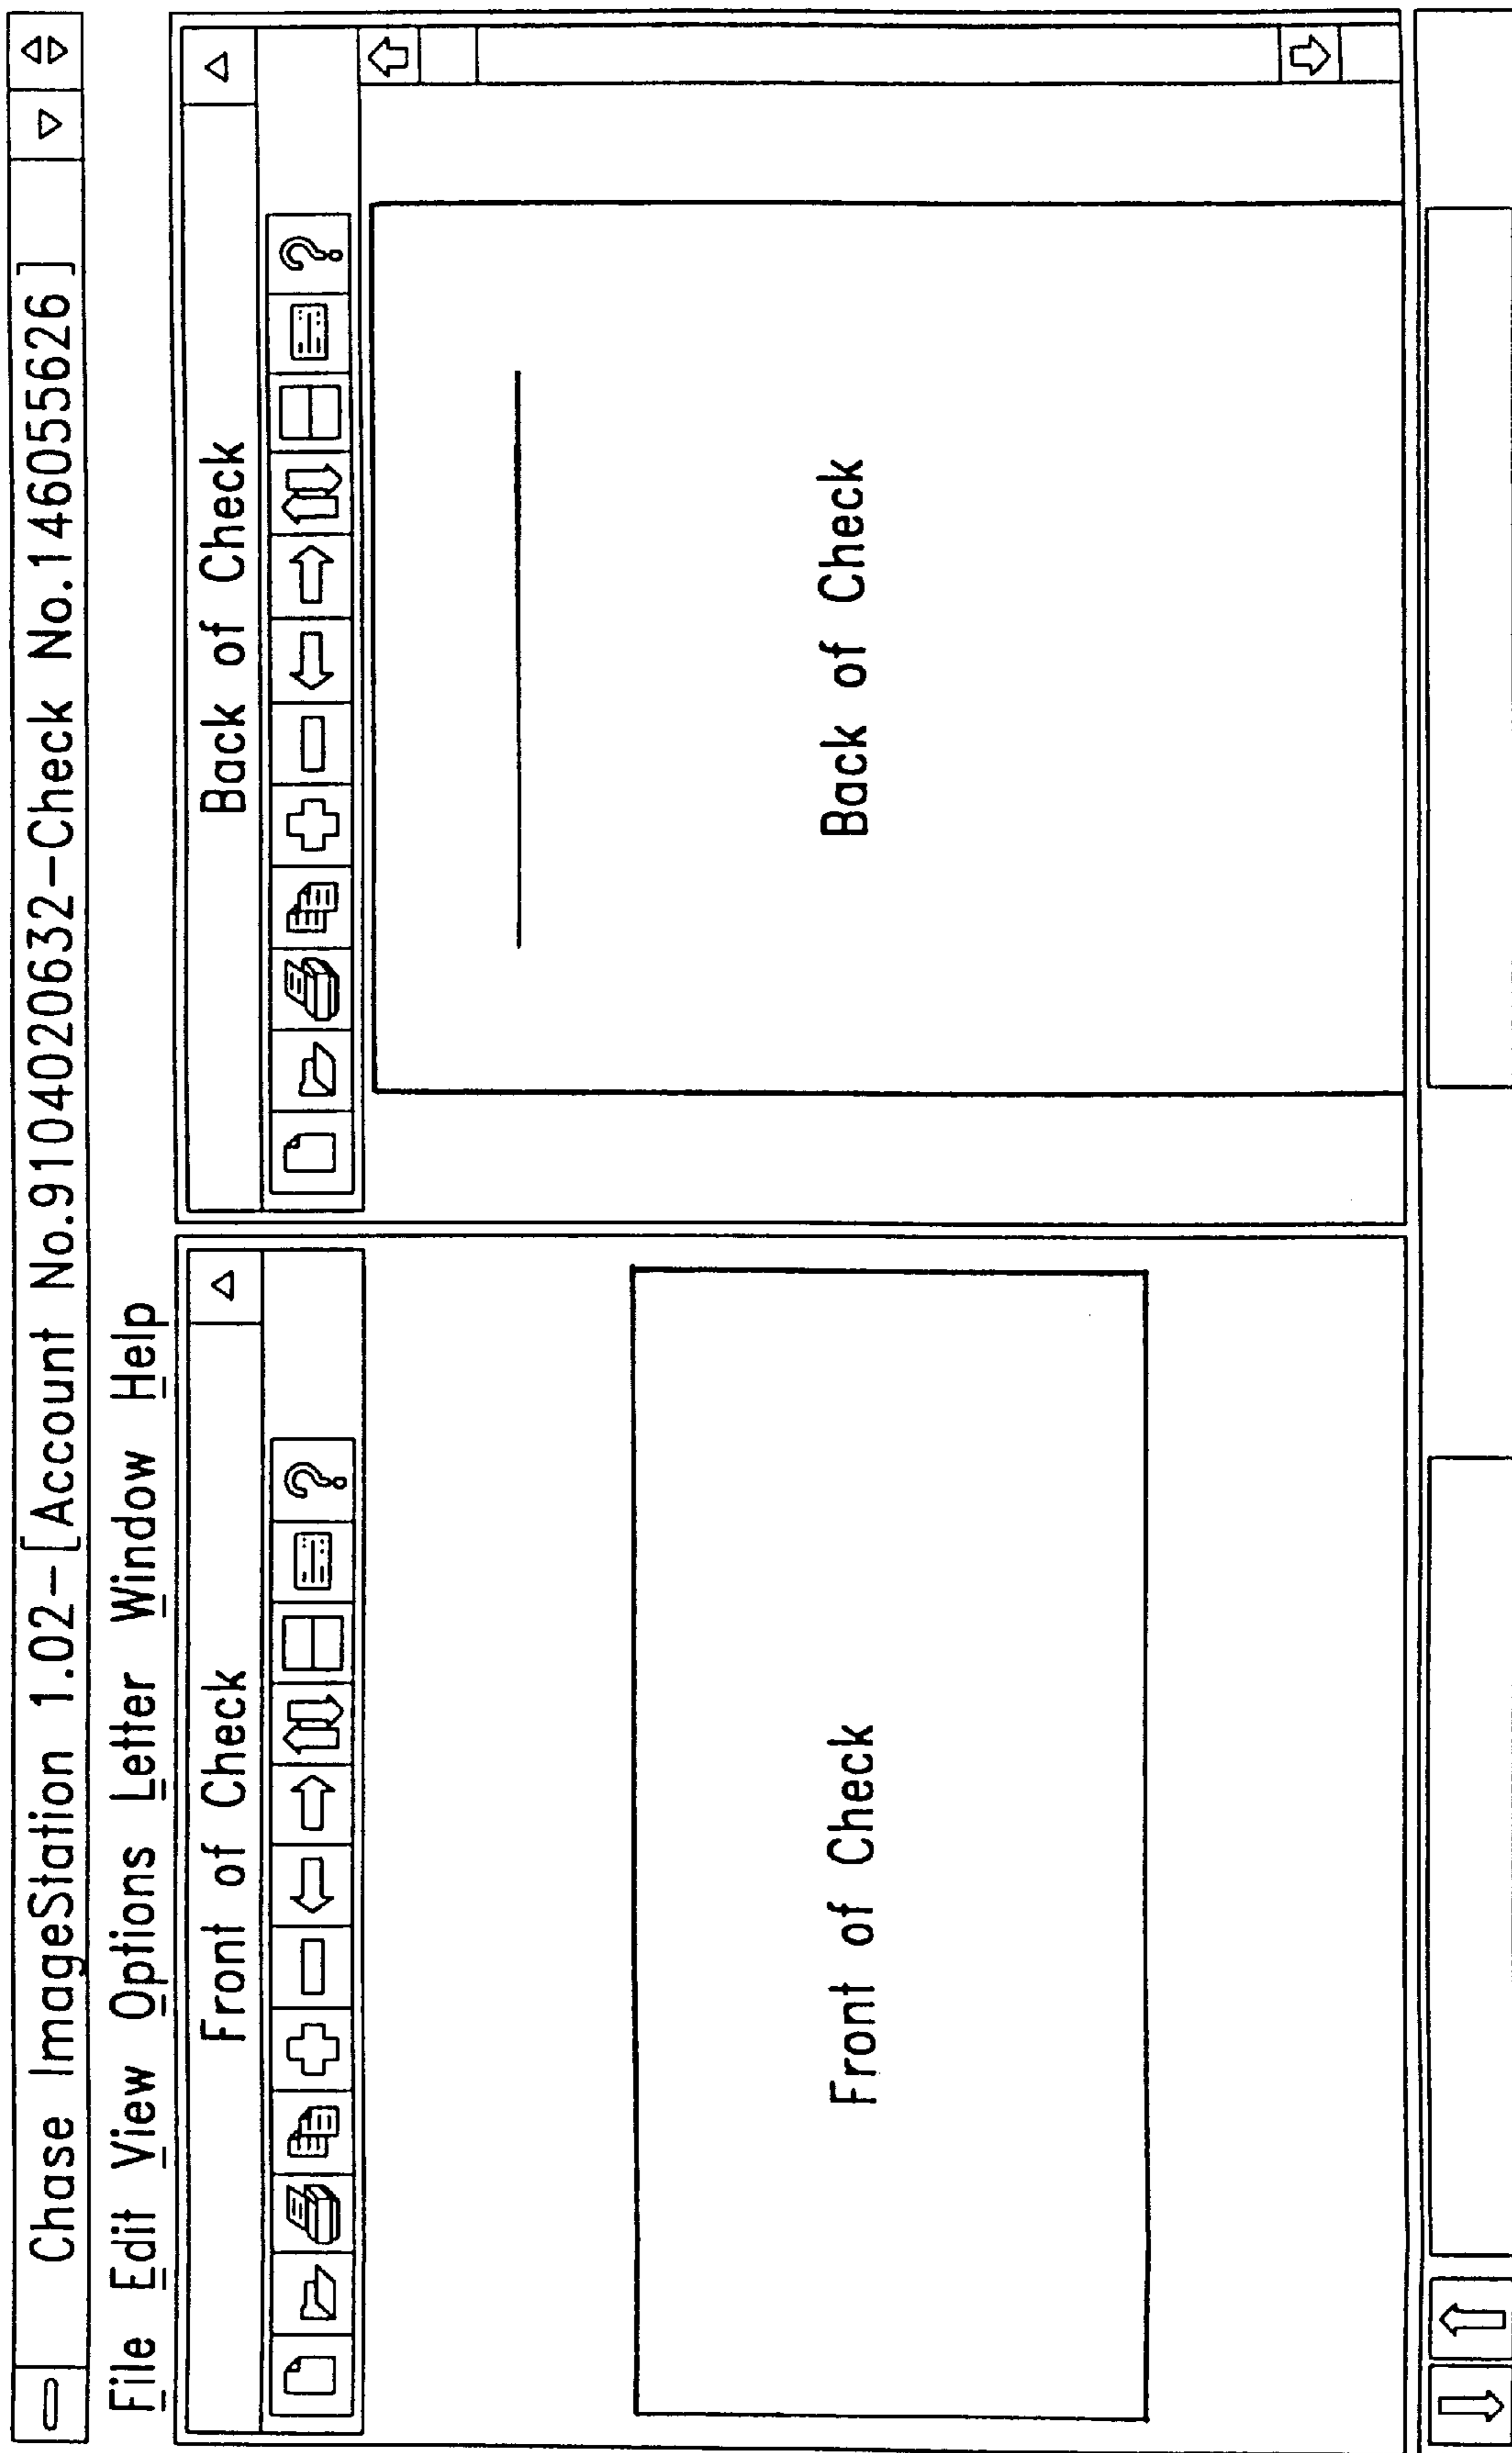 Chase ImageStation 1.02-[Account No.9104020632-Check No.146055626]
File Edit View Options Letter Window Help
Front of Check
Back of Check
?
?
Front of Check
Back of Check